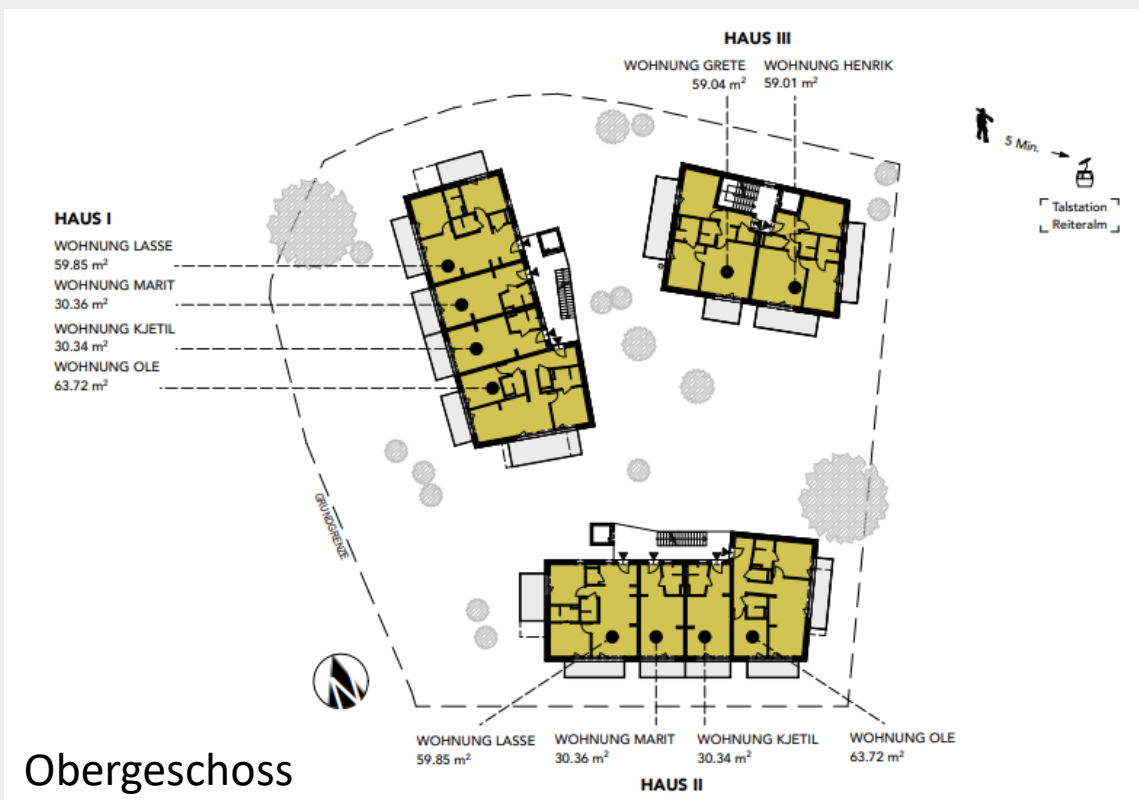 HAUS III
WOHNUNG GRETE
59.04 m²
WOHNUNG HENRIK
59.01 m²
5 Min.
Talstation
Reiteralm
HAUS I
WOHNUNG LASSE
59.85 m²
WOHNUNG MARIT
30.36 m²
WOHNUNG KJETIL
30.34 m²
WOHNUNG OLE
63.72 m²
GRUNDGRENZE
N
WOHNUNG LASSE
59.85 m²
WOHNUNG MARIT
30.36 m²
WOHNUNG KJETIL
30.34 m²
WOHNUNG OLE
63.72 m²
HAUS II
Obergeschoss